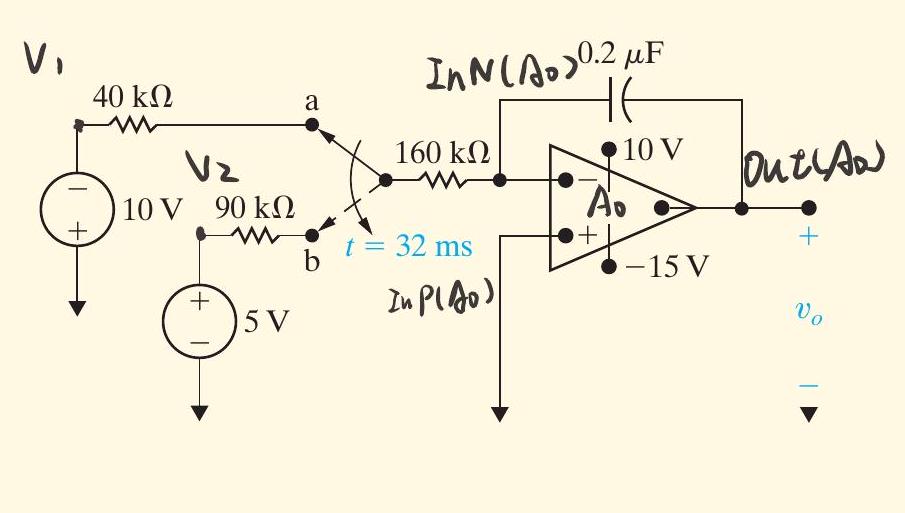 V1
InN(A0)
0.2 μF
40 kΩ
a
160 kΩ
10 V
Out(A0)
V2
−
10 V
+
90 kΩ
b
t = 32 ms
−
A0
+
−15 V
+
InP(A0)
+
5 V
−
vo
−